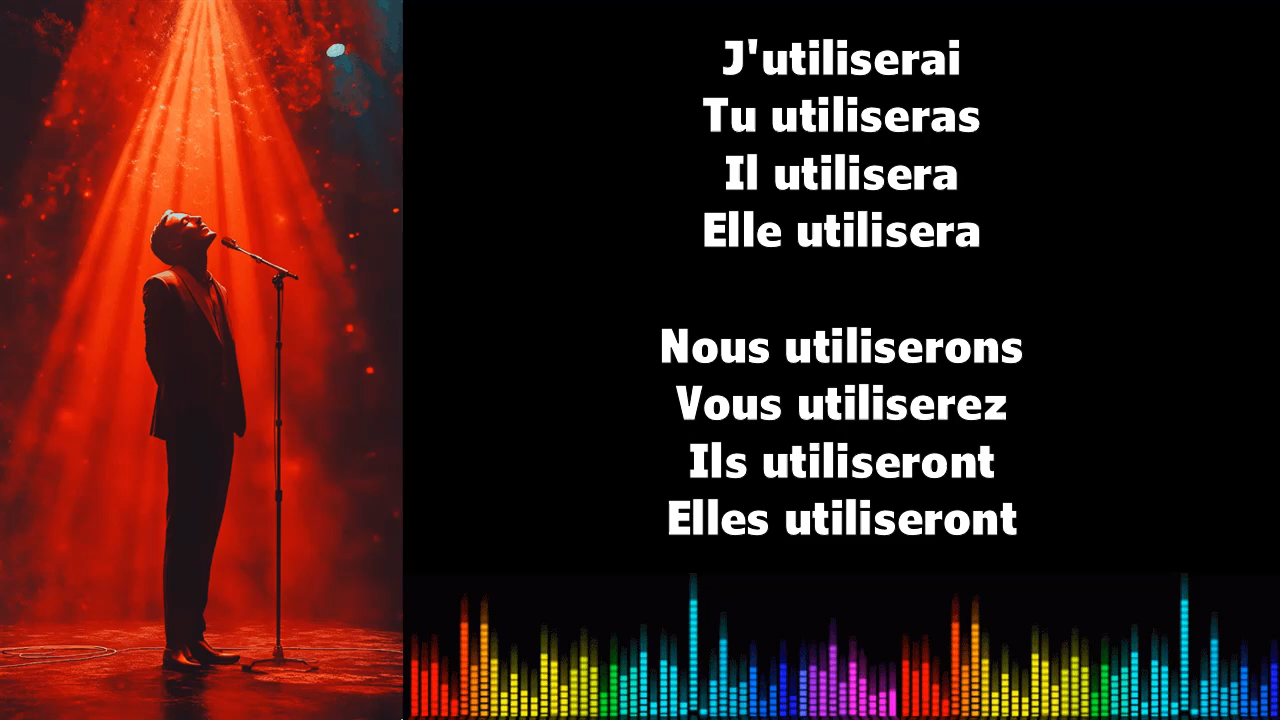 J'utiliserai
Tu utiliseras
Il utilisera
Elle utilisera
Nous utiliserons
Vous utiliserez
Ils utiliseront
Elles utiliseront